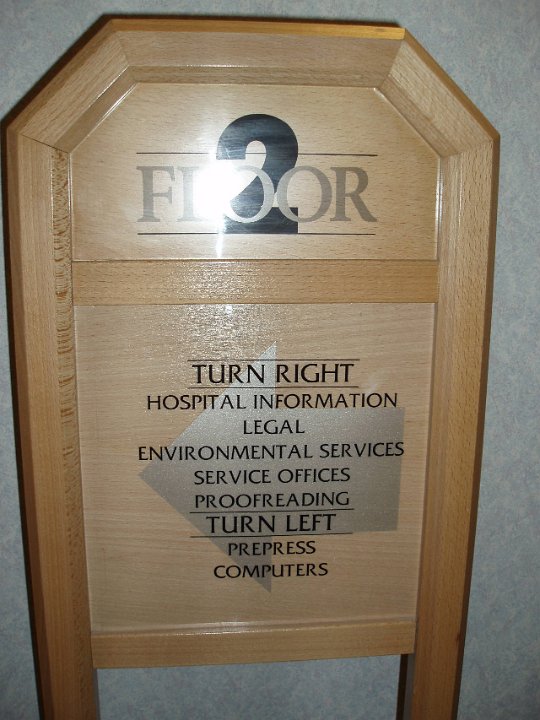 2
FLOOR
TURN RIGHT
HOSPITAL INFORMATION
LEGAL
ENVIRONMENTAL SERVICES
SERVICE OFFICES
PROOFREADING
TURN LEFT
PREPRESS
COMPUTERS